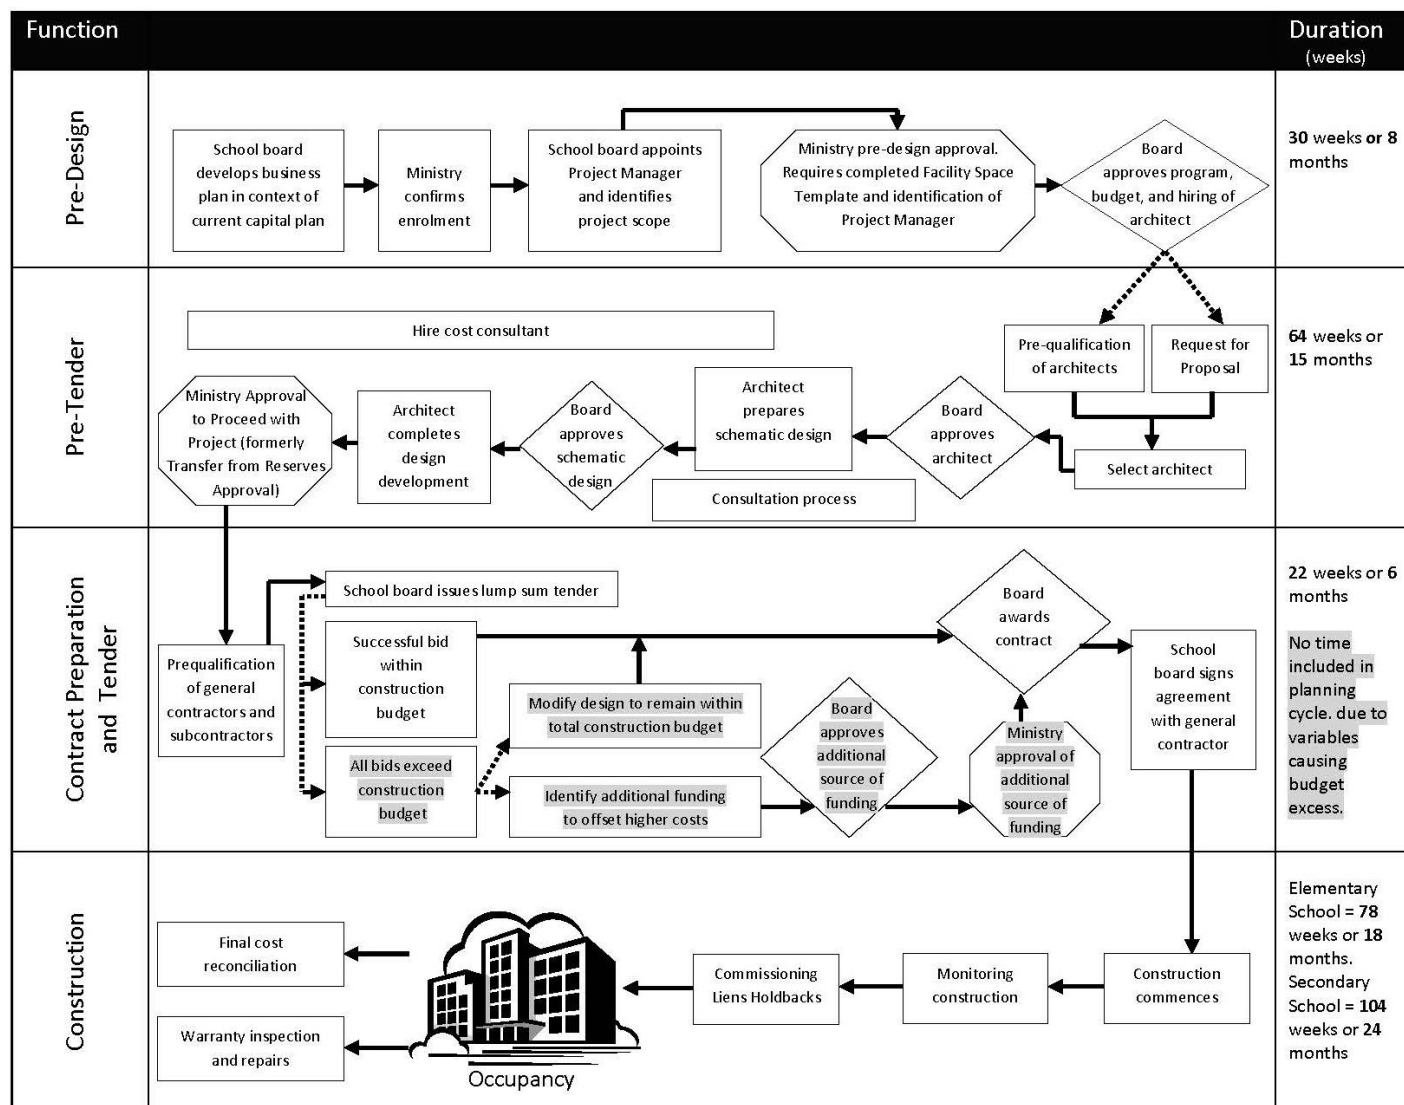 Function
Duration
(weeks)
Pre-Design
School board
develops business
plan in context of
current capital plan
Ministry
confirms
enrolment
School board appoints
Project Manager
and identifies
project scope
Ministry pre-design approval.
Requires completed Facility Space
Template and identification of
Project Manager
Board
approves program,
budget, and hiring of
architect
30 weeks or 8
months
Pre-Tender
Hire cost consultant
Pre-qualification
of architects
Request for
Proposal
Select architect
Board
approves
architect
Architect
prepares
schematic design
Consultation process
Board
approves
schematic
design
Architect
completes
design
development
Ministry Approval
to Proceed with
Project (formerly
Transfer from Reserves
Approval)
64 weeks or
15 months
Contract Preparation
and Tender
Prequalification
of general
contractors and
subcontractors
School board issues lump sum tender
Successful bid
within
construction
budget
All bids exceed
construction
budget
Modify design to remain within
total construction budget
Identify additional funding
to offset higher costs
Board
approves
additional
source of
funding
Ministry
approval of
additional
source of
funding
Board
awards
contract
School
board signs
agreement
with general
contractor
22 weeks or 6
months
No time
included in
planning
cycle. due to
variables
causing
budget
excess.
Construction
Construction
commences
Monitoring
construction
Commissioning
Liens Holdbacks
Occupancy
Final cost
reconciliation
Warranty inspection
and repairs
Elementary
School = 78
weeks or 18
months.
Secondary
School = 104
weeks or 24
months